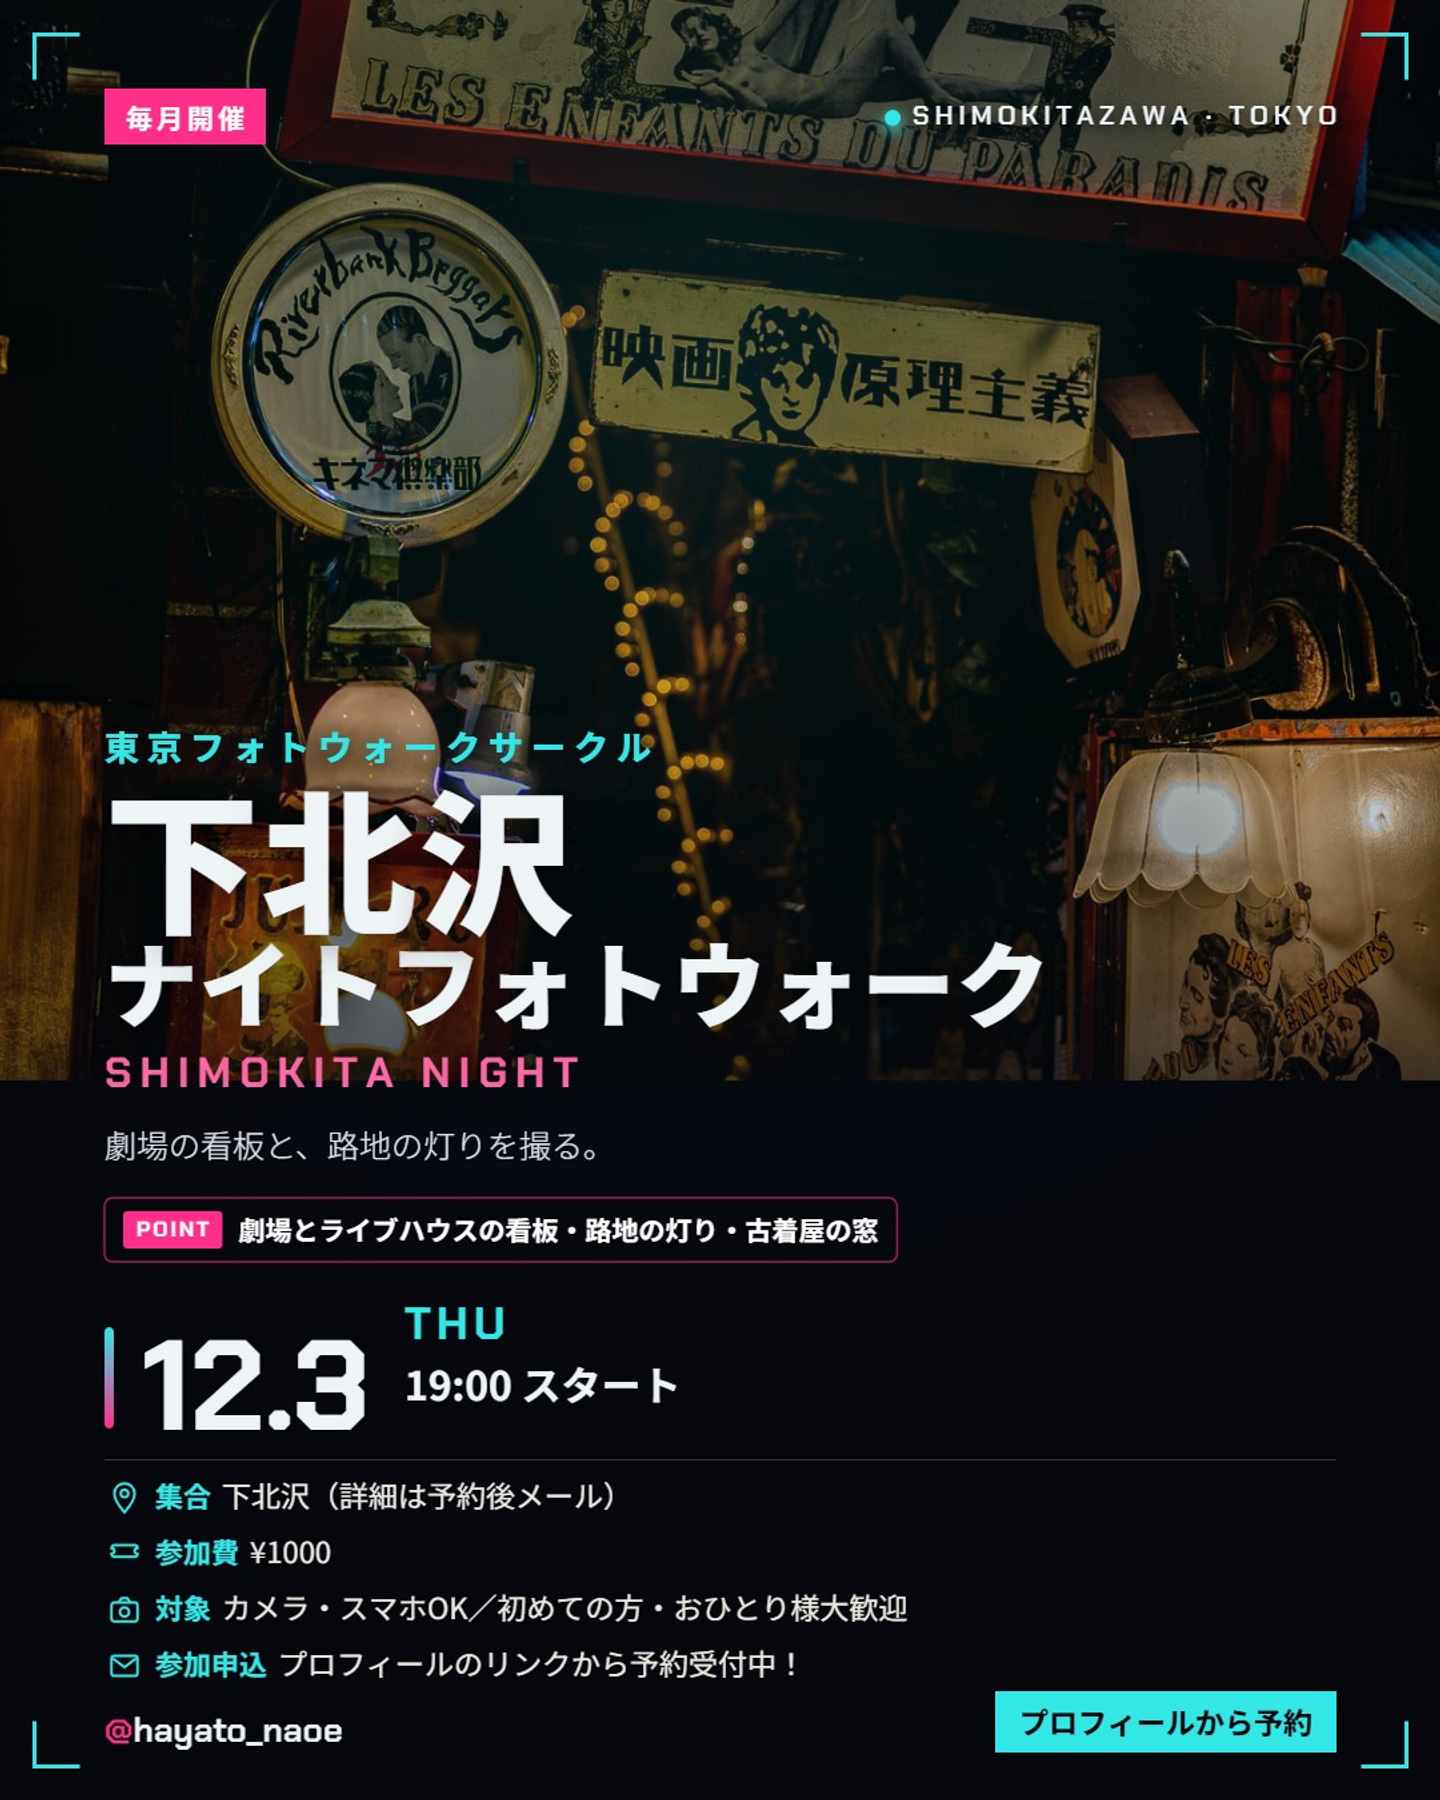 LES ENFANTS DU PARADIS
毎月開催
SHIMOKITAZAWA · TOKYO
Riverbank Beggars
キネマ倶楽部
映画原理主義
東京フォトウォークサークル
下北沢
ナイトフォトウォーク
LES
ENFANTS
SHIMOKITA NIGHT
劇場の看板と、路地の灯りを撮る。
POINT 劇場とライブハウスの看板・路地の灯り・古着屋の窓
THU
12.3 19:00 スタート
集合 下北沢（詳細は予約後メール）
参加費 ¥1000
対象 カメラ・スマホOK／初めての方・おひとり様大歓迎
参加申込 プロフィールのリンクから予約受付中！
@hayato_naoe
プロフィールから予約